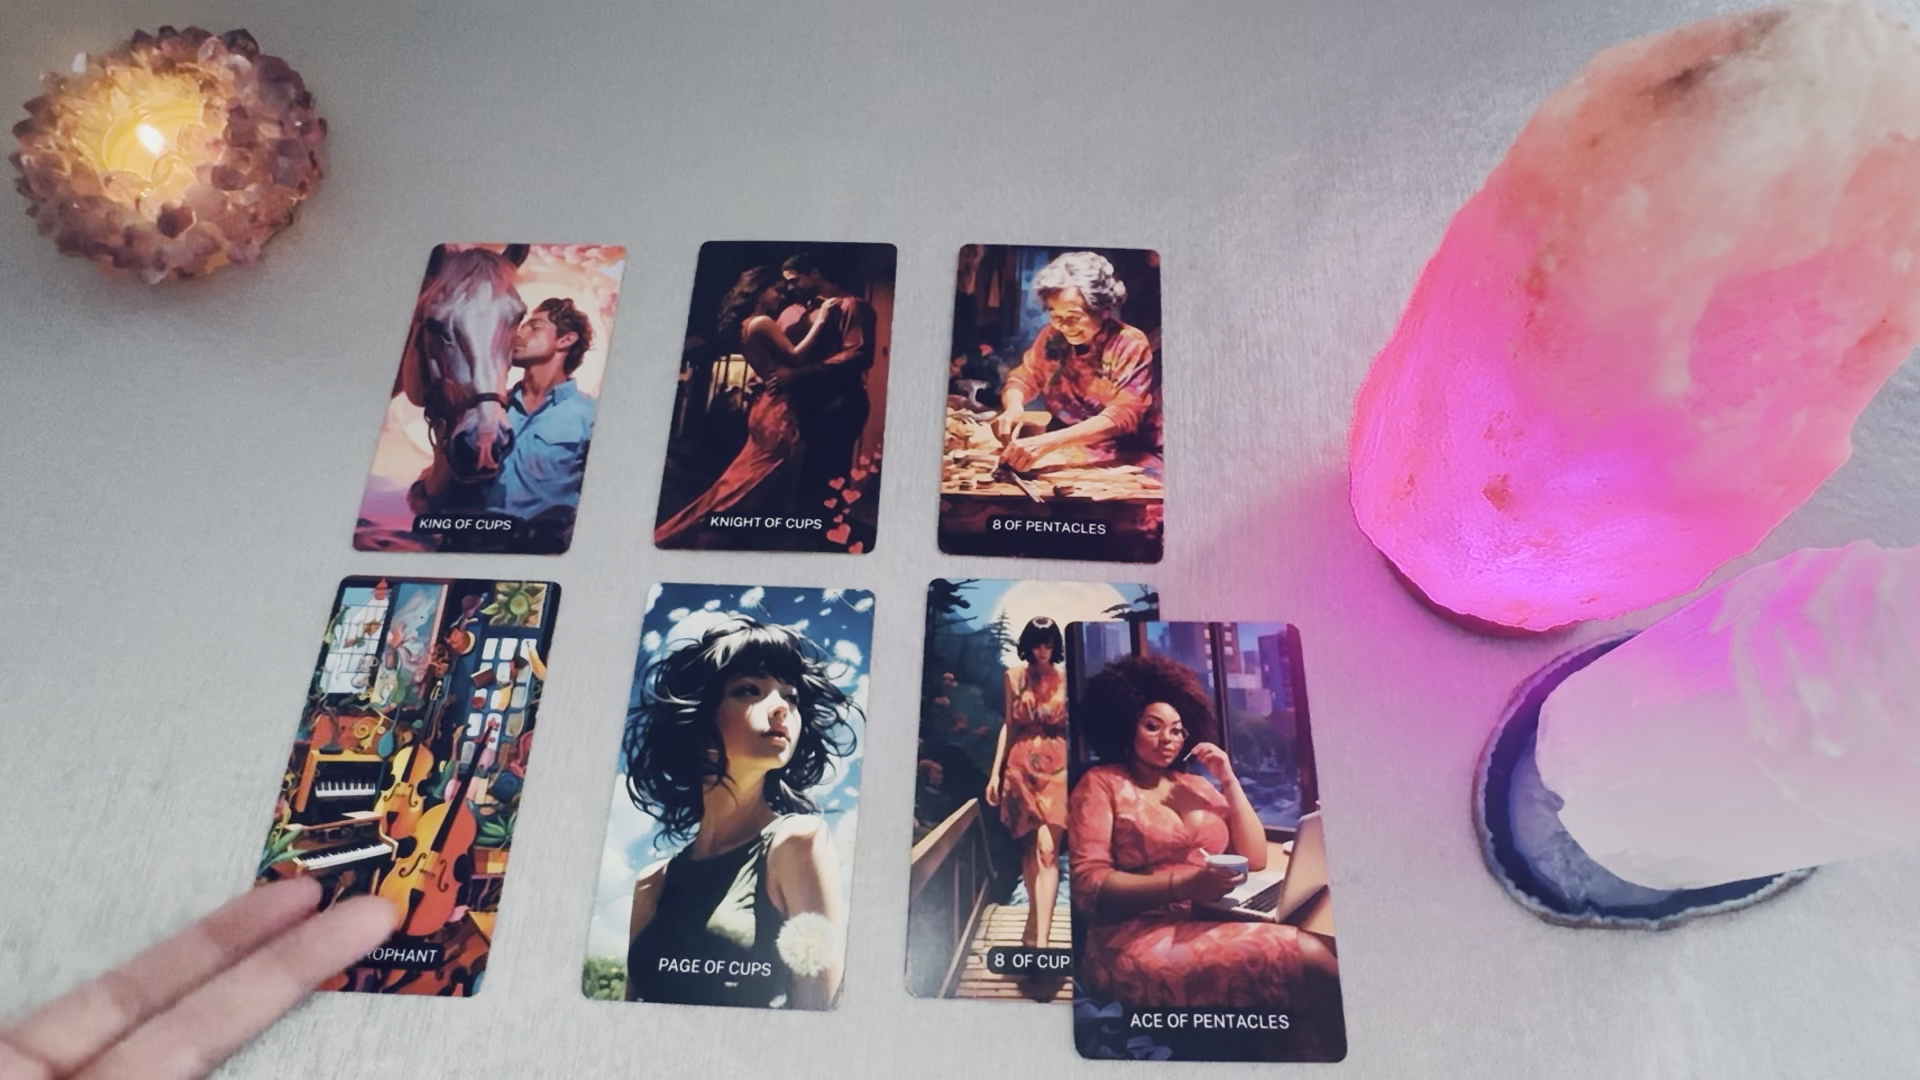 KING OF CUPS
KNIGHT OF CUPS
8 OF PENTACLES
ROPHANT
PAGE OF CUPS
8 OF CUP
ACE OF PENTACLES